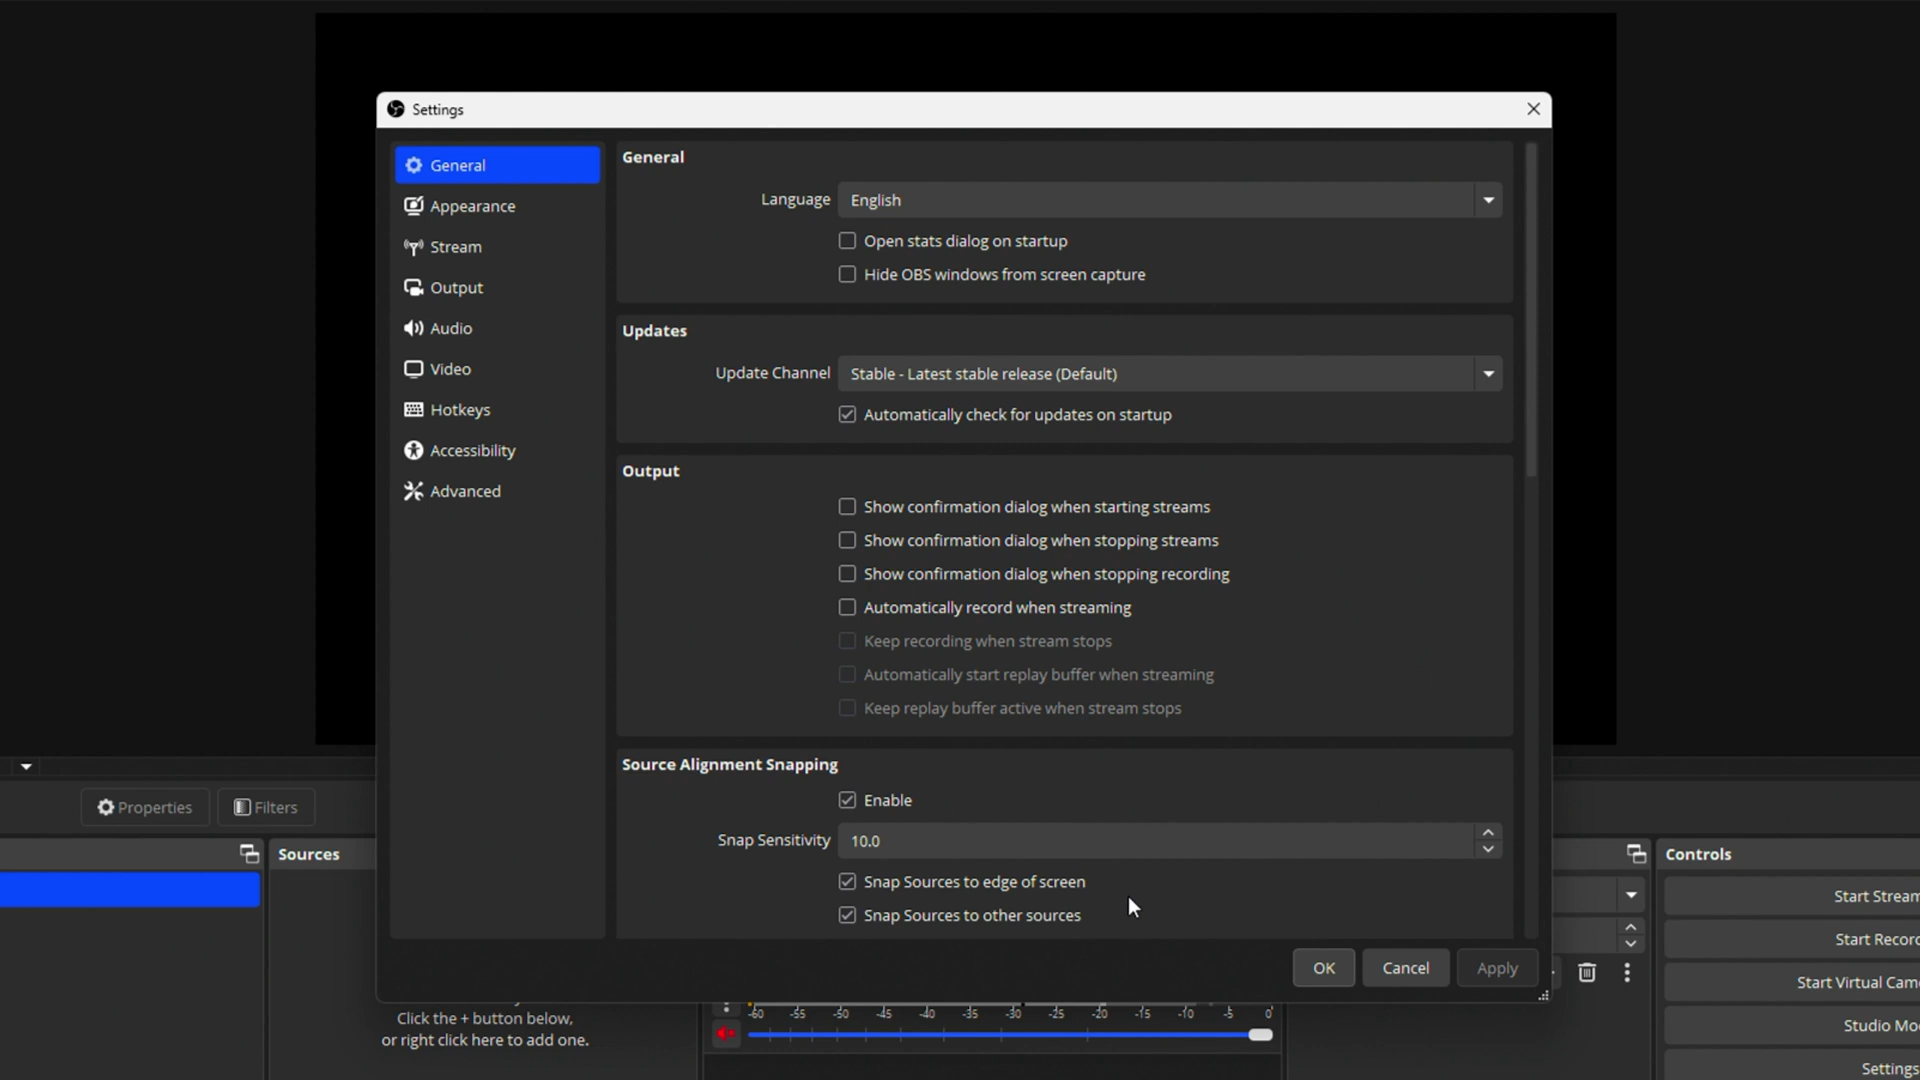 Settings
General
Appearance
Stream
Output
Audio
Video
Hotkeys
Accessibility
Advanced
General
Language English
Open stats dialog on startup
Hide OBS windows from screen capture
Updates
Update Channel Stable - Latest stable release (Default)
Automatically check for updates on startup
Output
Show confirmation dialog when starting streams
Show confirmation dialog when stopping streams
Show confirmation dialog when stopping recording
Automatically record when streaming
Keep recording when stream stops
Automatically start replay buffer when streaming
Keep replay buffer active when stream stops
Source Alignment Snapping
Enable
Snap Sensitivity 10.0
Snap Sources to edge of screen
Snap Sources to other sources
OK Cancel Apply
Properties Filters
Sources
Click the + button below,
or right click here to add one.
-60 -55 -50 -45 -40 -35 -30 -25 -20 -15 -10 -5 0
Controls
Start Stream
Start Record
Start Virtual Came
Studio Mo
Settings